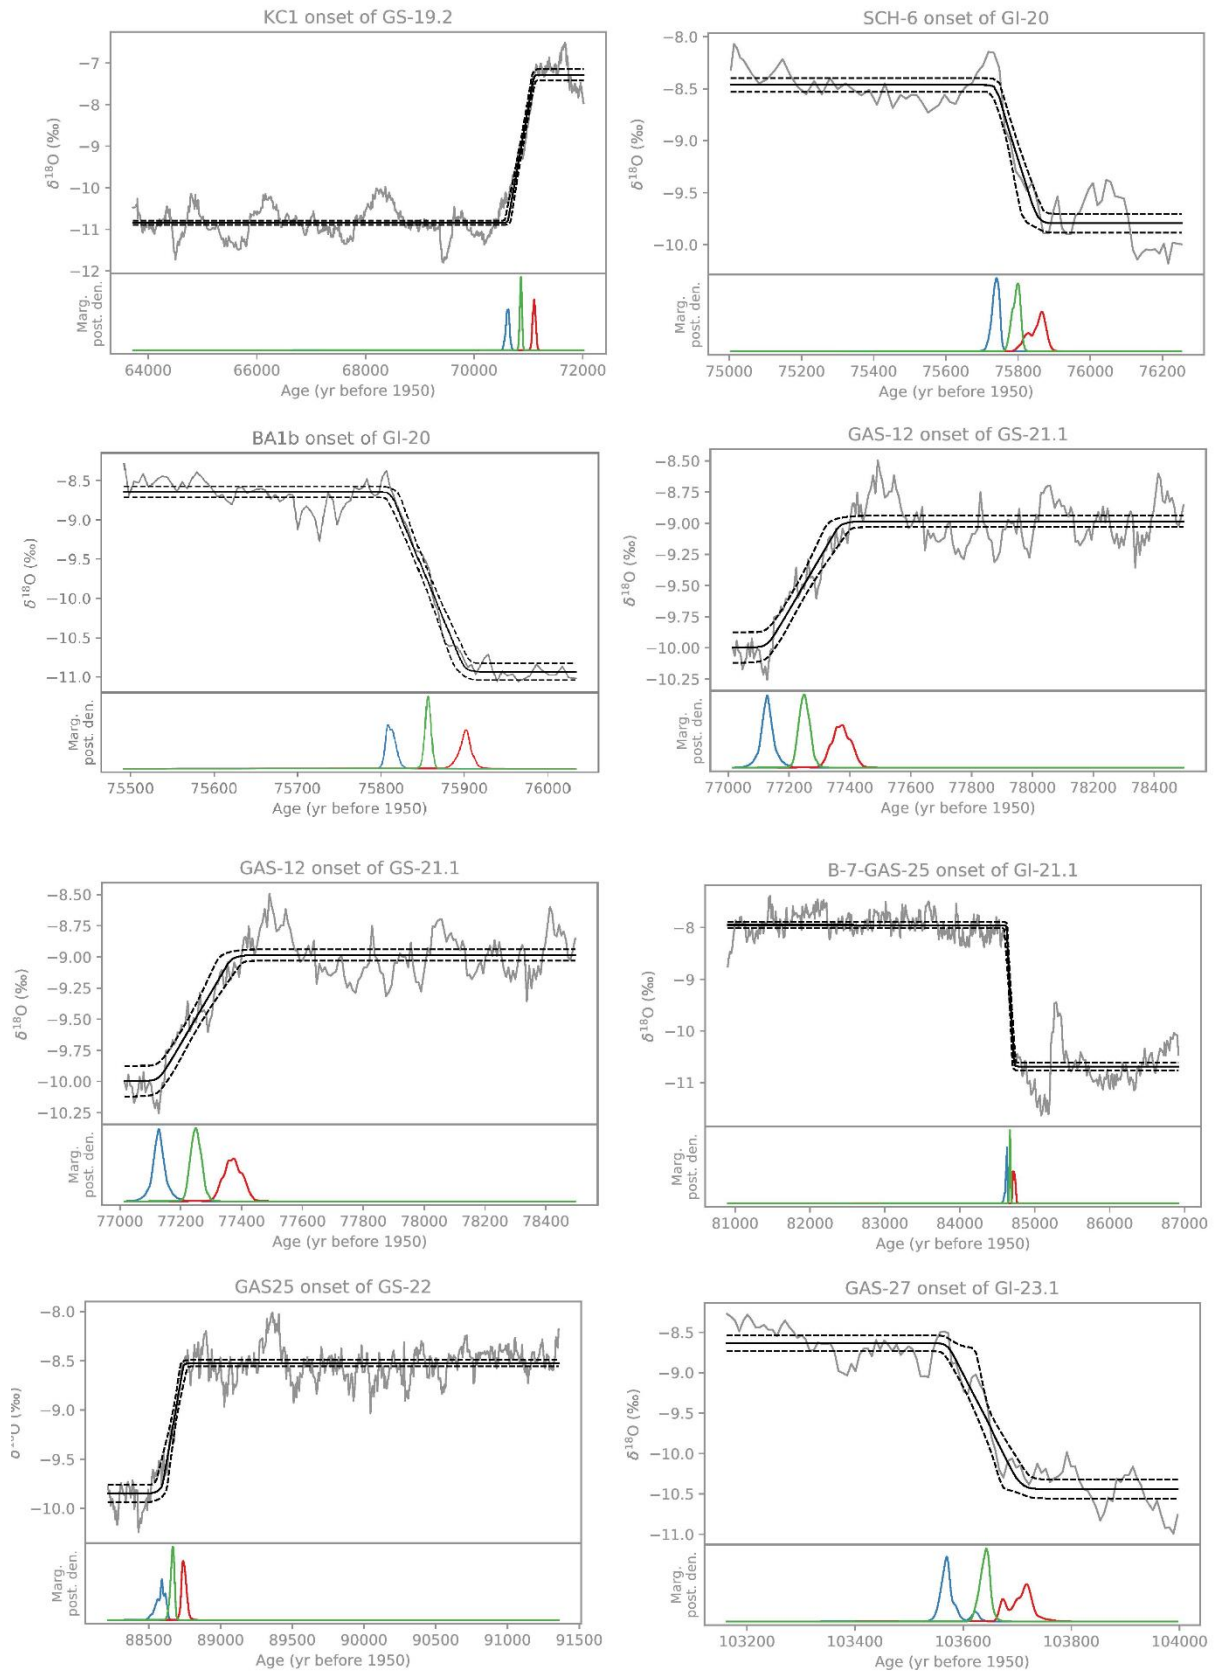 KC1 onset of GS-19.2
−7
−8
−9
−10
−11
−12
δ¹⁸O (‰)
Marg.
post. den.
64000 66000 68000 70000 72000
Age (yr before 1950)
SCH-6 onset of GI-20
−8.0
−8.5
−9.0
−9.5
−10.0
δ¹⁸O (‰)
Marg.
post. den.
75000 75200 75400 75600 75800 76000 76200
Age (yr before 1950)
BA1b onset of GI-20
−8.5
−9.0
−9.5
−10.0
−10.5
−11.0
δ¹⁸O (‰)
Marg.
post. den.
75500 75600 75700 75800 75900 76000
Age (yr before 1950)
GAS-12 onset of GS-21.1
−8.50
−8.75
−9.00
−9.25
−9.50
−9.75
−10.00
−10.25
δ¹⁸O (‰)
Marg.
post. den.
77000 77200 77400 77600 77800 78000 78200 78400
Age (yr before 1950)
GAS-12 onset of GS-21.1
−8.50
−8.75
−9.00
−9.25
−9.50
−9.75
−10.00
−10.25
δ¹⁸O (‰)
Marg.
post. den.
77000 77200 77400 77600 77800 78000 78200 78400
Age (yr before 1950)
B-7-GAS-25 onset of GI-21.1
−8
−9
−10
−11
δ¹⁸O (‰)
Marg.
post. den.
81000 82000 83000 84000 85000 86000 87000
Age (yr before 1950)
GAS25 onset of GS-22
−8.0
−8.5
−9.0
−9.5
−10.0
O (‰)
Marg.
post. den.
88500 89000 89500 90000 90500 91000 91500
Age (yr before 1950)
GAS-27 onset of GI-23.1
−8.5
−9.0
−9.5
−10.0
−10.5
−11.0
δ¹⁸O (‰)
Marg.
post. den.
103200 103400 103600 103800 104000
Age (yr before 1950)